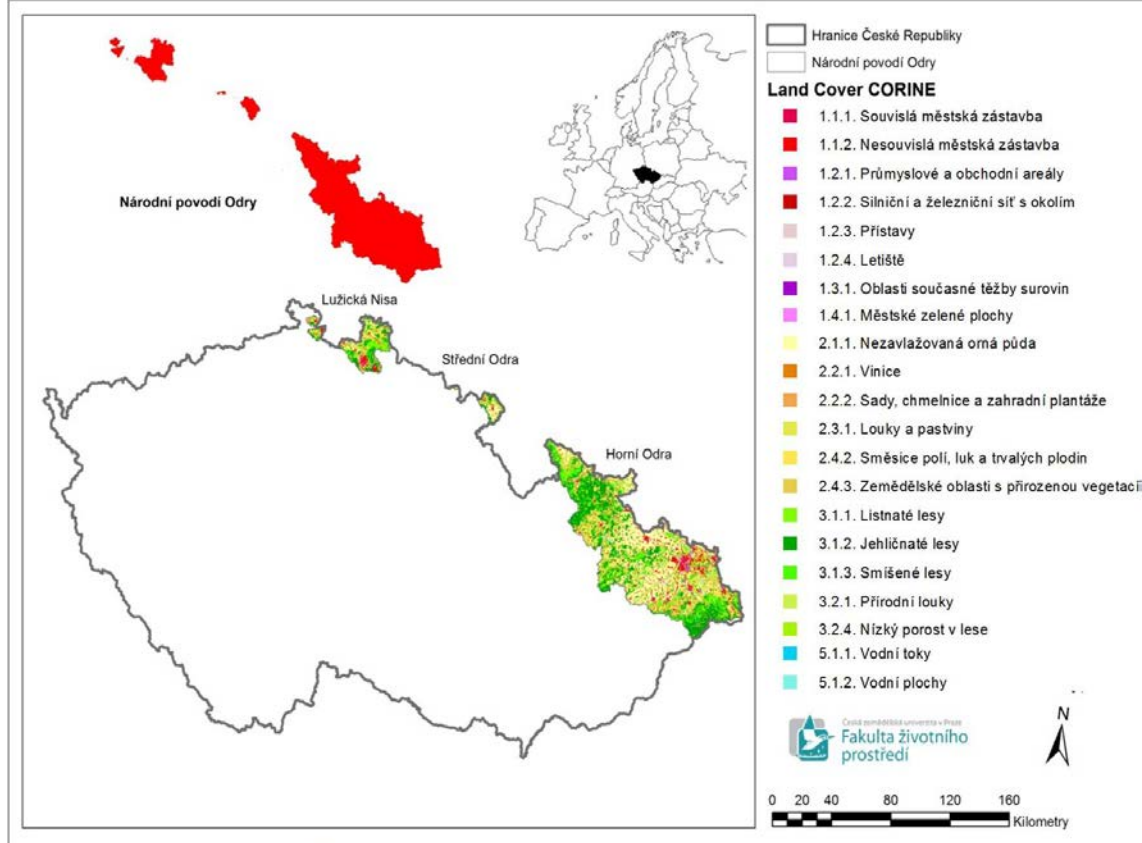 Národní povodí Odry
Lužická Nisa
Střední Odra
Horní Odra
Hranice České Republiky
Národní povodí Odry
Land Cover CORINE
1.1.1. Souvislá městská zástavba
1.1.2. Nesouvislá městská zástavba
1.2.1. Průmyslové a obchodní areály
1.2.2. Silniční a železniční síť s okolím
1.2.3. Přístavy
1.2.4. Letiště
1.3.1. Oblasti současné těžby surovin
1.4.1. Městské zelené plochy
2.1.1. Nezavlažovaná orná půda
2.2.1. Vinice
2.2.2. Sady, chmelnice a zahradní plantáže
2.3.1. Louky a pastviny
2.4.2. Směsice polí, luk a trvalých plodin
2.4.3. Zemědělské oblasti s přirozenou vegetací
3.1.1. Listnaté lesy
3.1.2. Jehličnaté lesy
3.1.3. Smíšené lesy
3.2.1. Přírodní louky
3.2.4. Nízký porost v lese
5.1.1. Vodní toky
5.1.2. Vodní plochy
Česká zemědělská univerzita v Praze
Fakulta životního
prostředí
N
0 20 40 80 120 160
Kilometry